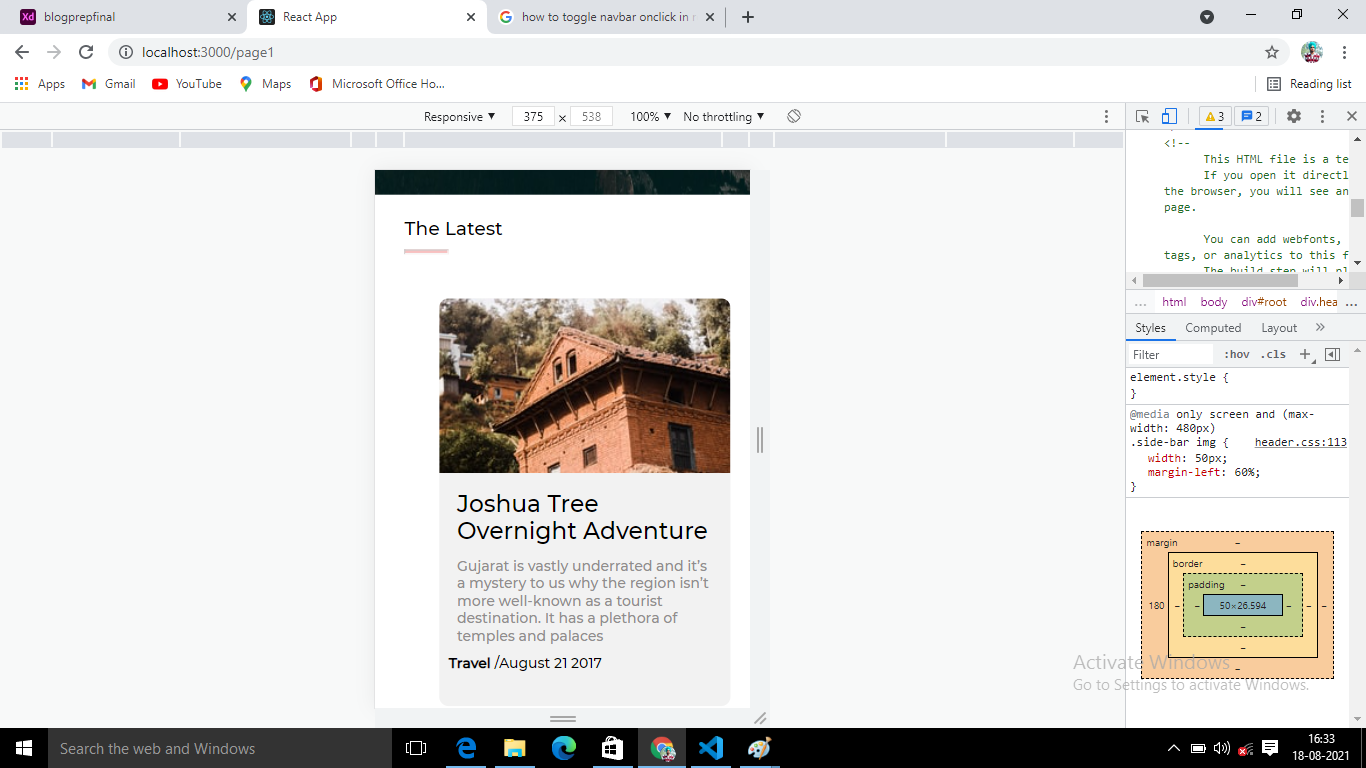 blogprepfinal
React App
how to toggle navbar onclick in r
localhost:3000/page1
Apps
Gmail
YouTube
Maps
Microsoft Office Ho...
Reading list
Responsive ▼
375 x 538
100% ▼
No throttling ▼
3
2
<!--
This HTML file is a te
If you open it directl
the browser, you will see an
page.
You can add webfonts,
tags, or analytics to this f
The build step will pl
... html body div#root div.hea ...
Styles Computed Layout »
Filter :hov .cls +
element.style {
}
@media only screen and (max-
width: 480px)
.side-bar img { header.css:113
width: 50px;
margin-left: 60%;
}
margin –
border –
padding –
180 – – 50×26.594 – – –
–
–
–
The Latest
Joshua Tree
Overnight Adventure
Gujarat is vastly underrated and it's
a mystery to us why the region isn't
more well-known as a tourist
destination. It has a plethora of
temples and palaces
Travel /August 21 2017
Activate Windows
Go to Settings to activate Windows.
Search the web and Windows
16:33
18-08-2021